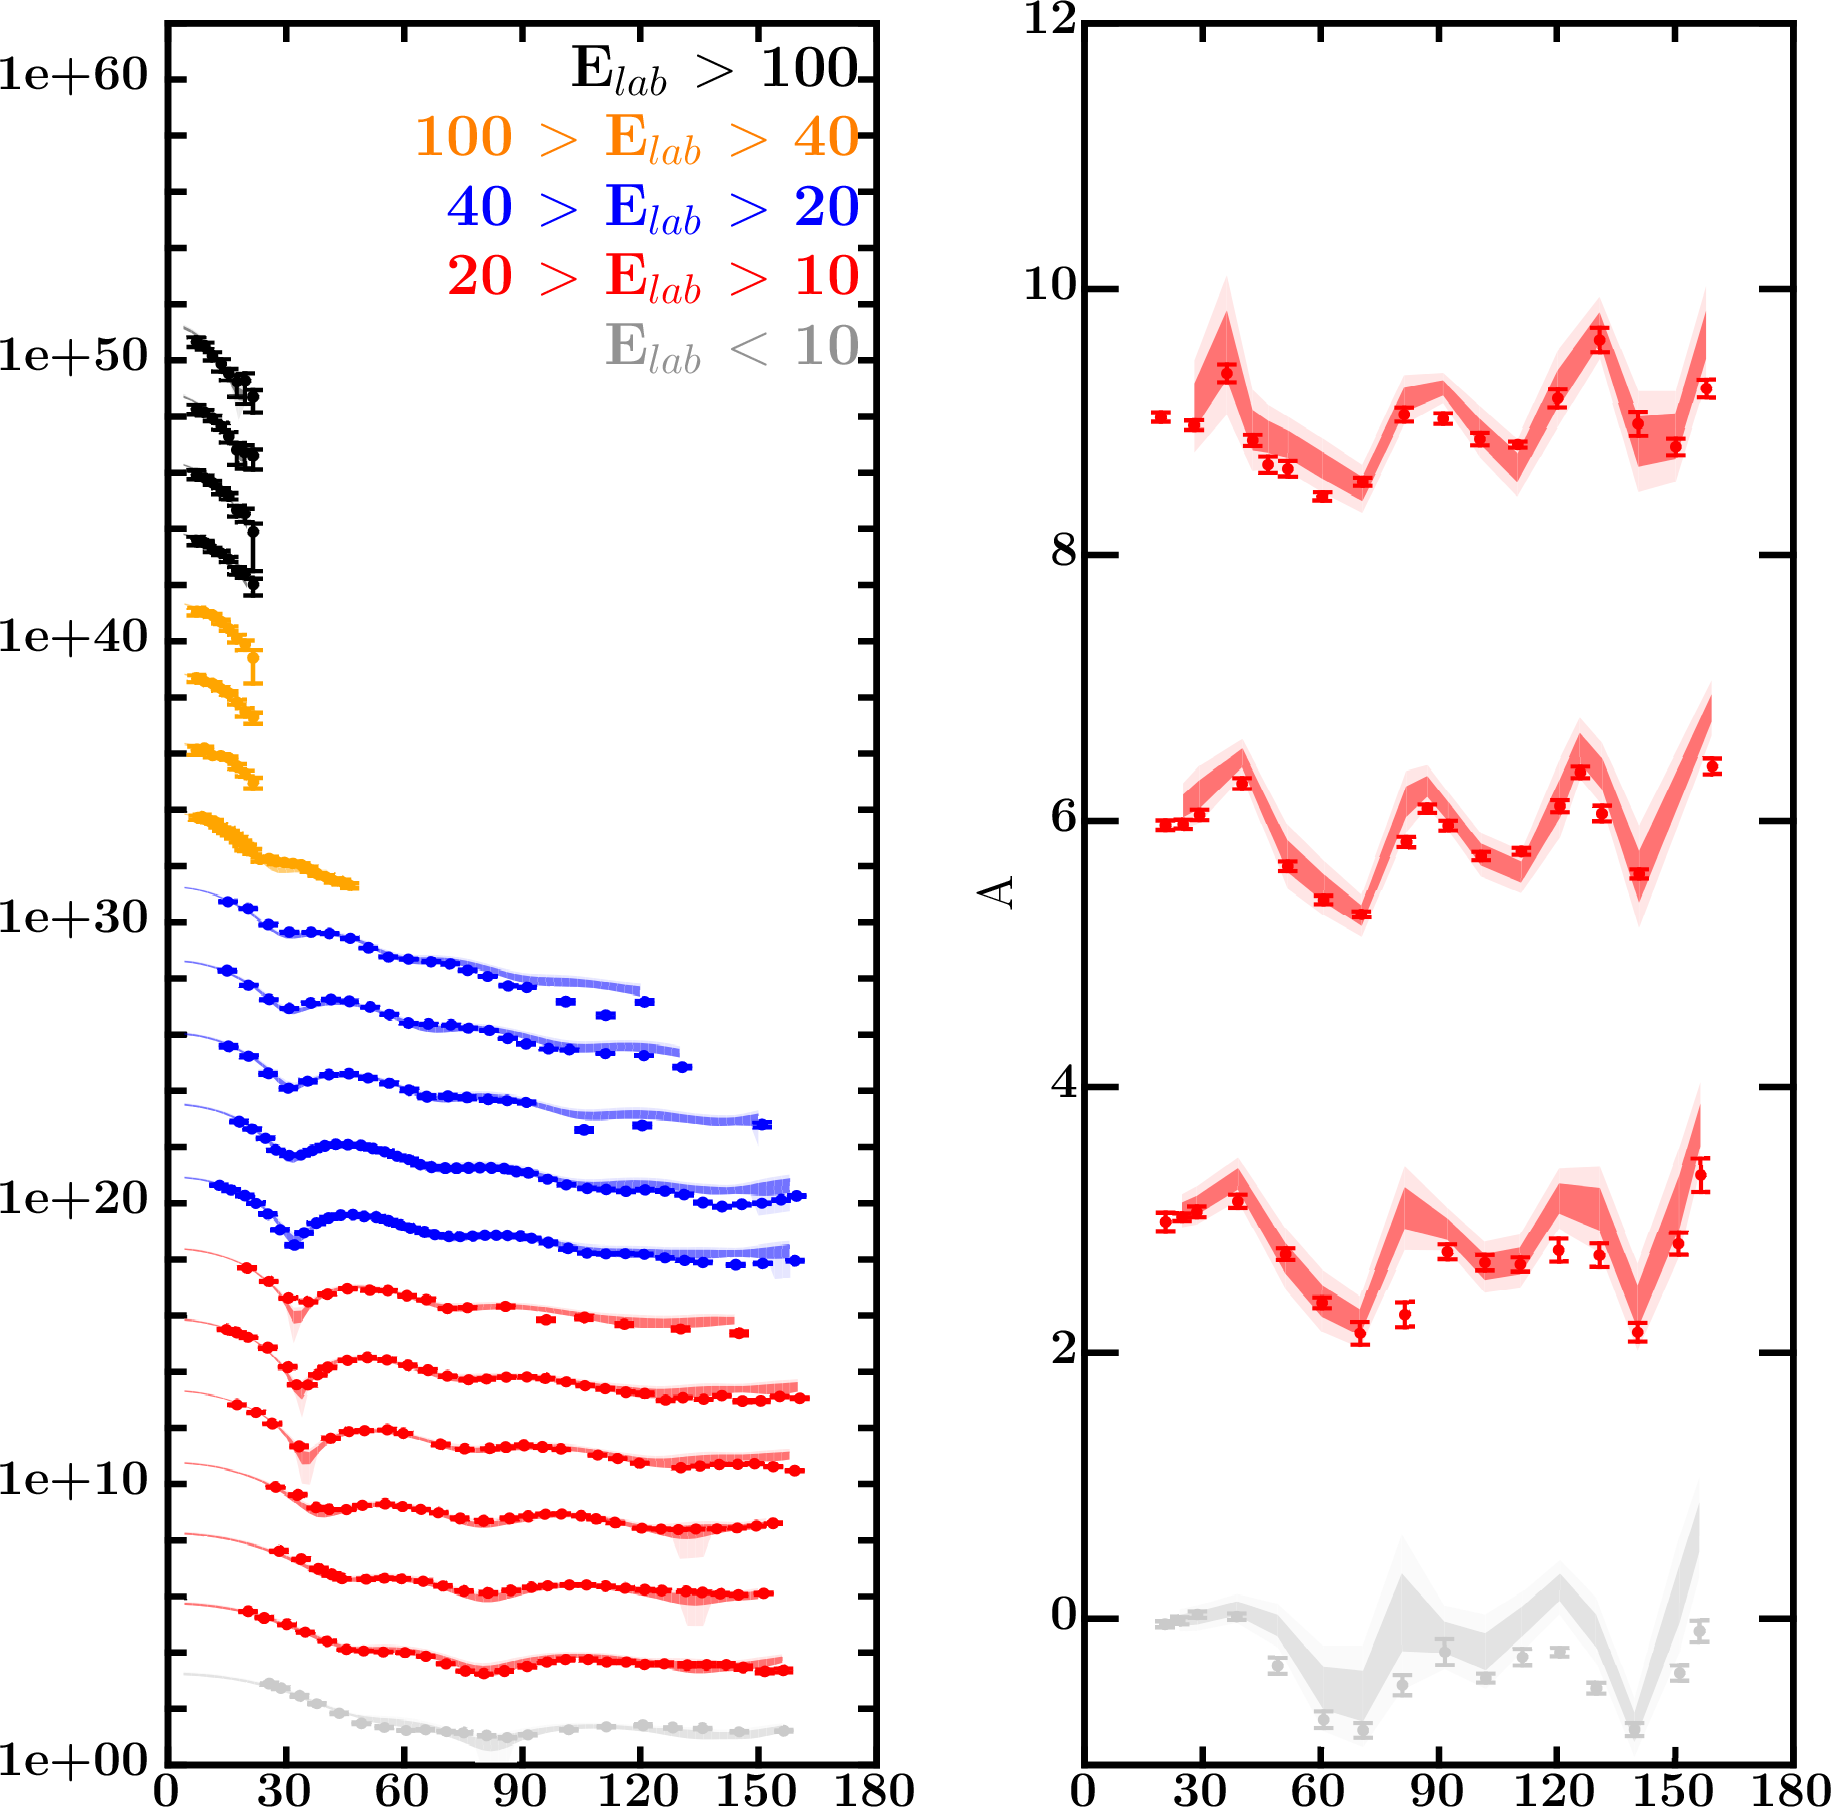 E_lab > 100
100 > E_lab > 40
40 > E_lab > 20
20 > E_lab > 10
E_lab < 10
1e+60
1e+50
1e+40
1e+30
1e+20
1e+10
1e+00
0 30 60 90 120 150 180
12
10
8
6
4
2
0
A
0 30 60 90 120 150 180